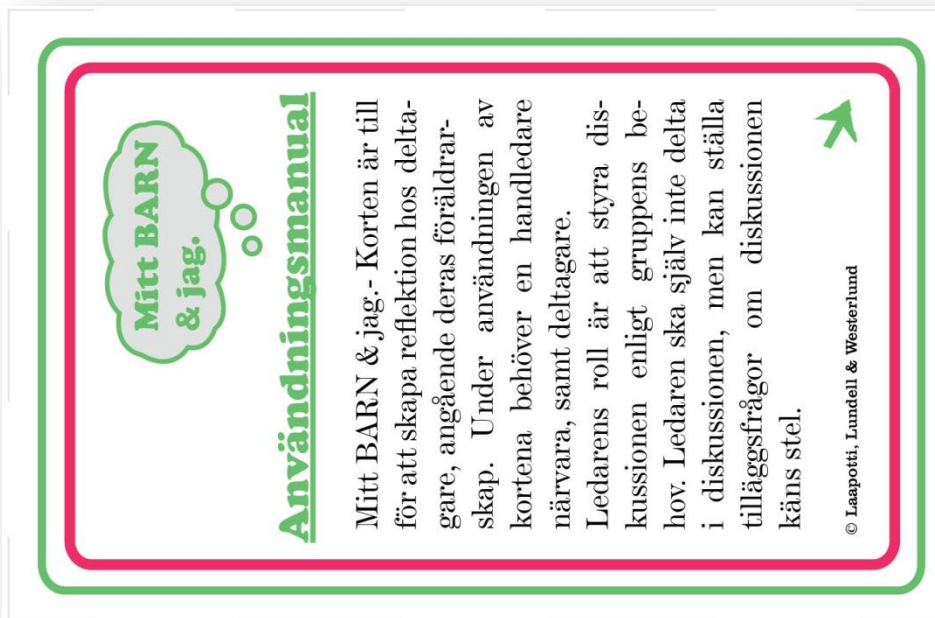 Mitt BARN
& jag.
Användningsmanual
Mitt BARN & jag.- Korten är till
för att skapa reflektion hos delta-
gare, angående deras föräldrar-
skap. Under användningen av
kortena behöver en handledare
närvara, samt deltagare.
Ledarens roll är att styra dis-
kussionen enligt gruppens be-
hov. Ledaren ska själv inte delta
i diskussionen, men kan ställa
tilläggsfrågor om diskussionen
käns stel.
© Laapotti, Lundell & Westerlund